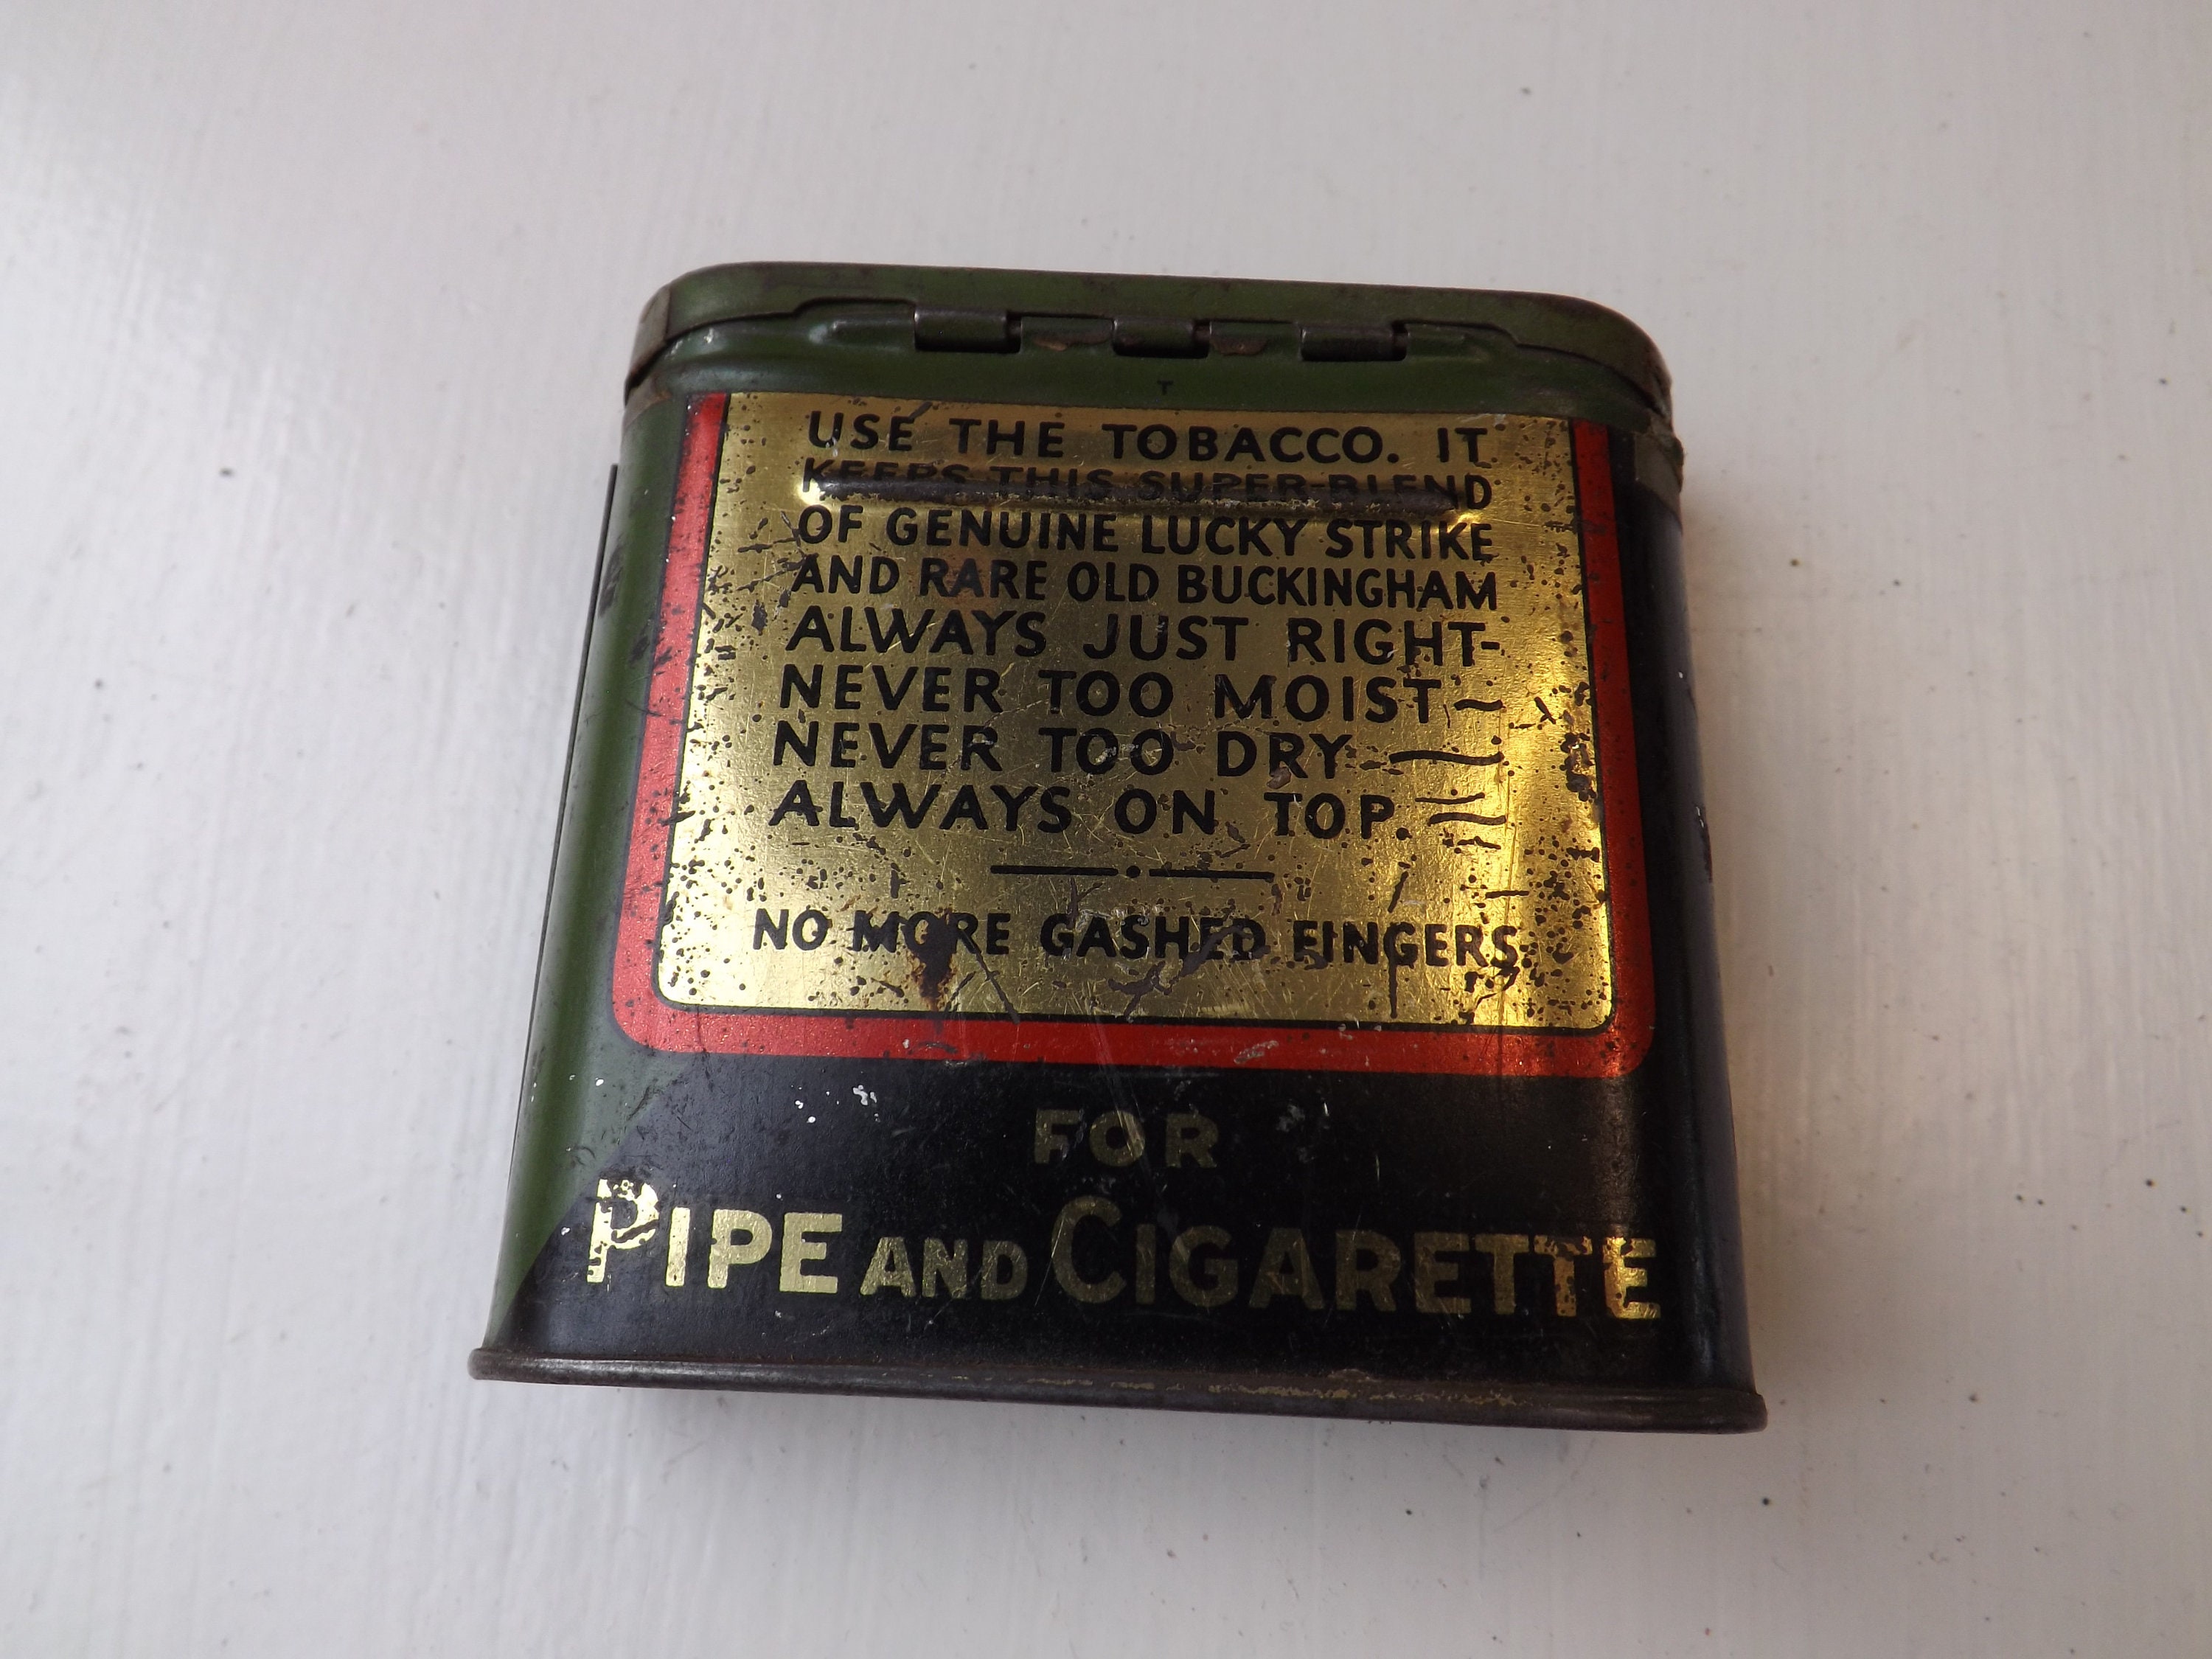 T
USE THE TOBACCO. IT
KEEPS THIS SUPER-BLEND
OF GENUINE LUCKY STRIKE
AND RARE OLD BUCKINGHAM
ALWAYS JUST RIGHT-
NEVER TOO MOIST~
NEVER TOO DRY—
ALWAYS ON TOP.
NO MORE GASHED FINGERS.
FOR
PIPE AND CIGARETTE